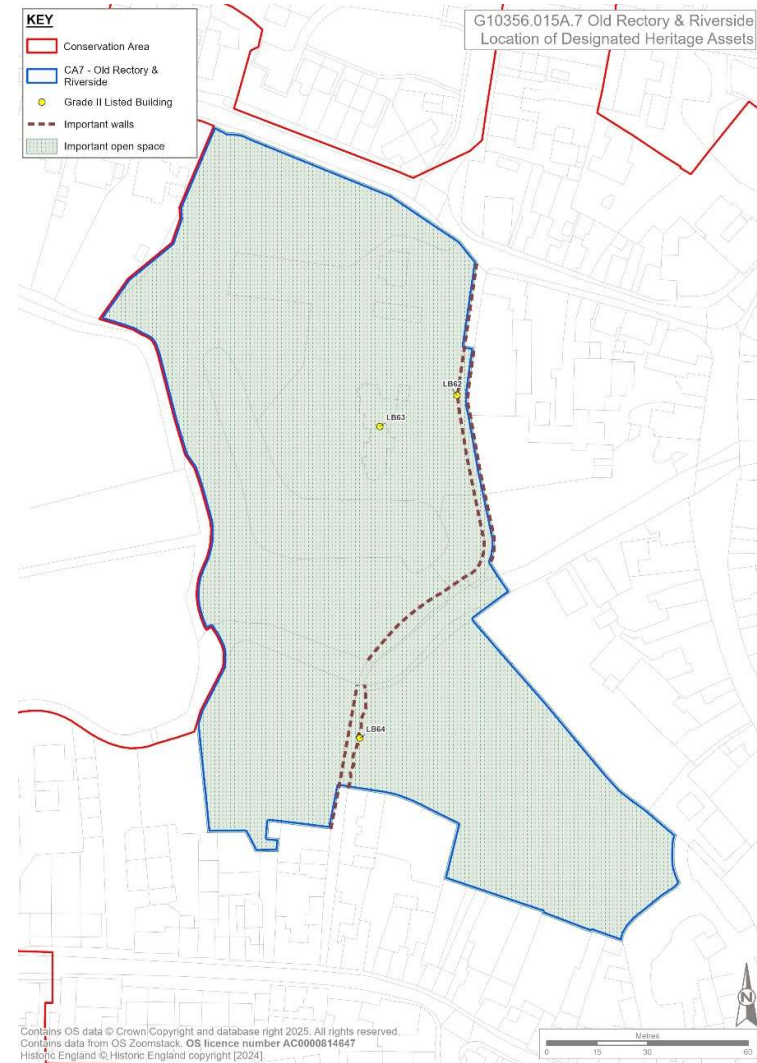 KEY
Conservation Area
CA7 - Old Rectory &
Riverside
Grade II Listed Building
Important walls
Important open space
G10356.015A.7 Old Rectory & Riverside
Location of Designated Heritage Assets
LB62
LB63
LB64
N
Contains OS data © Crown Copyright and database right 2025. All rights reserved.
Contains data from OS Zoomstack. OS licence number AC0000814647
Historic England © Historic England copyright [2024].
Metres
0 15 30 60